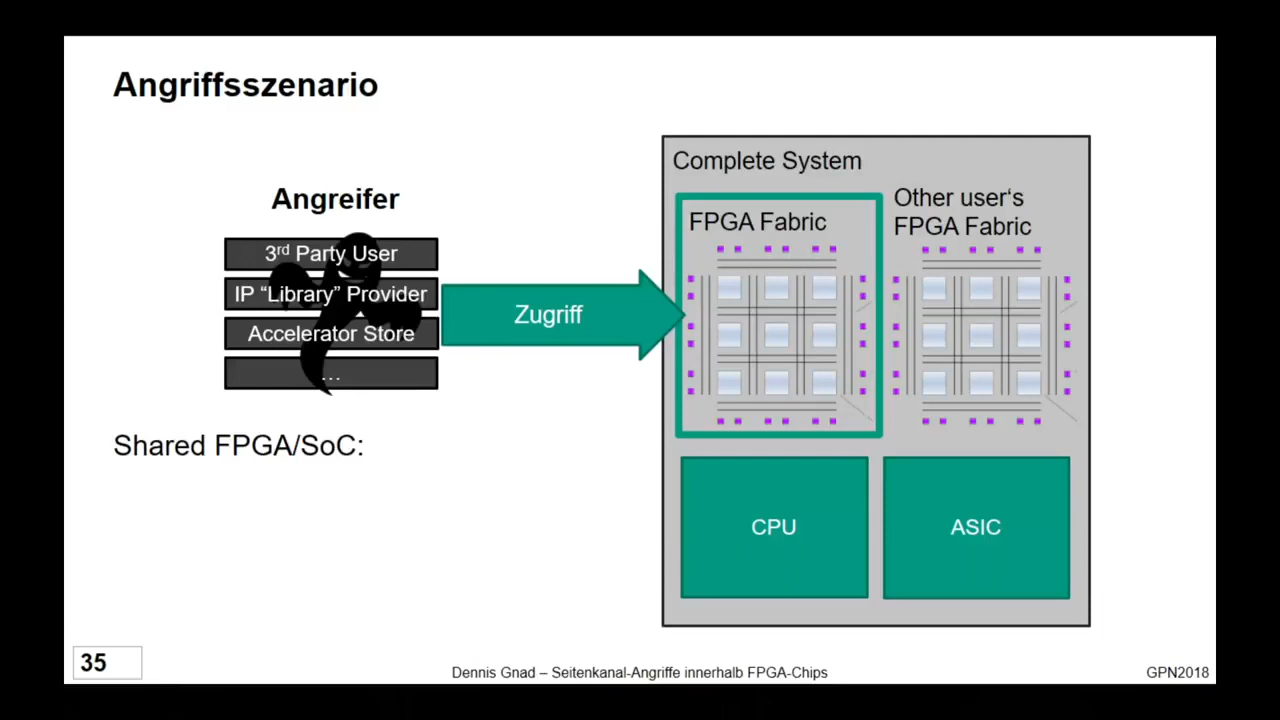 Angriffsszenario
Angreifer
3rd Party User
IP “Library” Provider
Accelerator Store
...
Shared FPGA/SoC:
Zugriff
Complete System
FPGA Fabric
Other user‘s
FPGA Fabric
CPU
ASIC
35
Dennis Gnad – Seitenkanal-Angriffe innerhalb FPGA-Chips
GPN2018